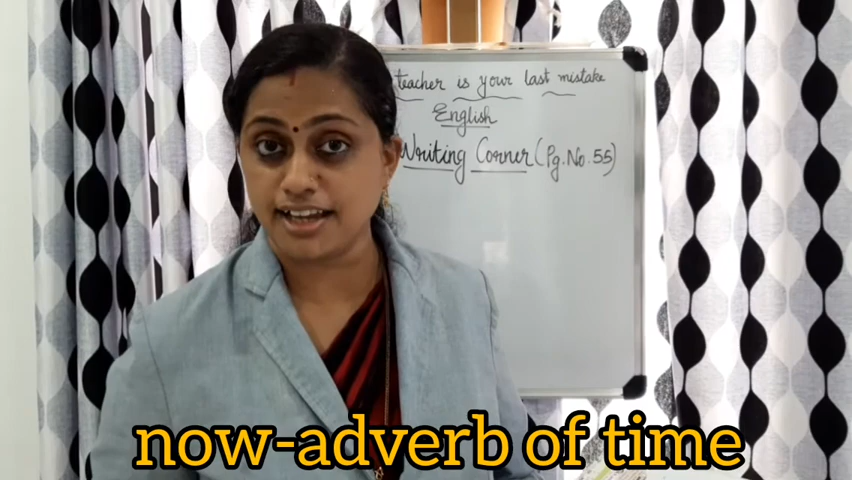 teacher is your last mistake
English
Writing Corner (Pg.No.55)
now-adverb of time